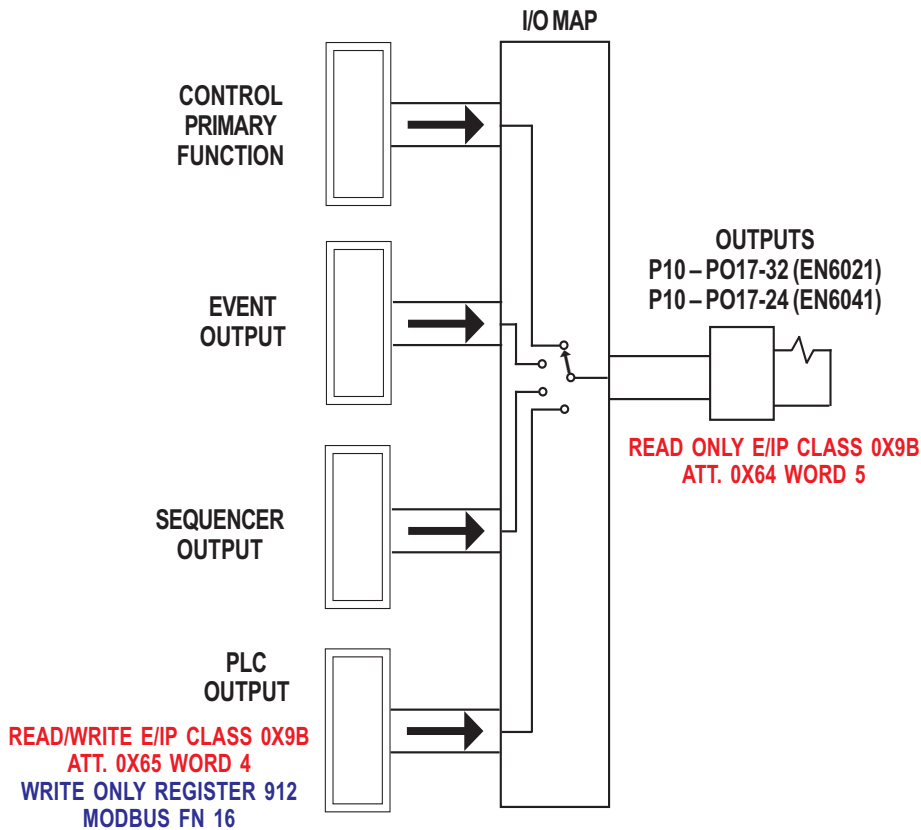 I/O MAP
CONTROL
PRIMARY
FUNCTION
EVENT
OUTPUT
OUTPUTS
P10 – PO17-32 (EN6021)
P10 – PO17-24 (EN6041)
READ ONLY E/IP CLASS 0X9B
ATT. 0X64 WORD 5
SEQUENCER
OUTPUT
PLC
OUTPUT
READ/WRITE E/IP CLASS 0X9B
ATT. 0X65 WORD 4
WRITE ONLY REGISTER 912
MODBUS FN 16